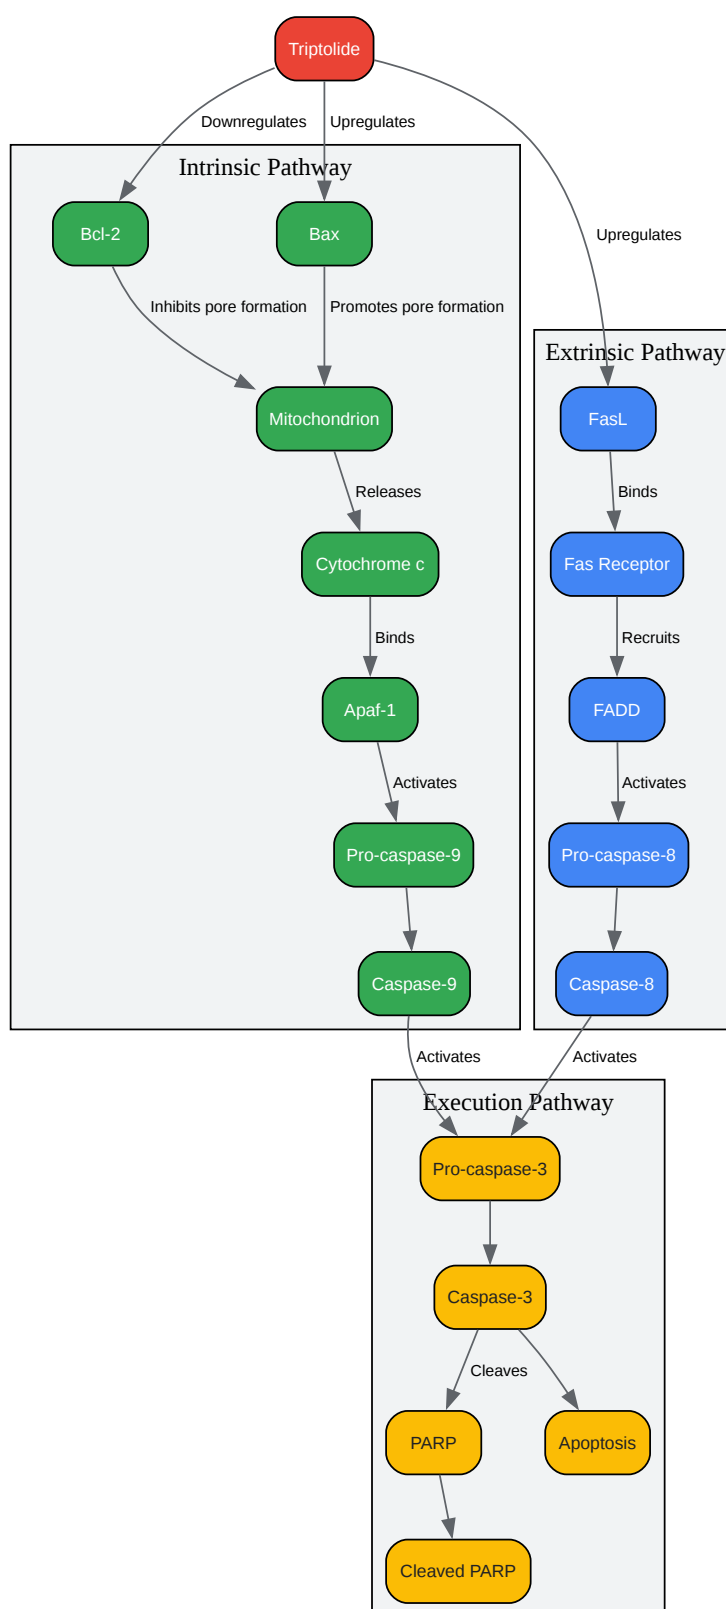 Triptolide
Downregulates
Upregulates
Intrinsic Pathway
Bcl-2
Bax
Upregulates
Inhibits pore formation
Promotes pore formation
Extrinsic Pathway
Mitochondrion
FasL
Releases
Binds
Cytochrome c
Fas Receptor
Binds
Recruits
Apaf-1
FADD
Activates
Activates
Pro-caspase-9
Pro-caspase-8
Caspase-9
Caspase-8
Activates
Activates
Execution Pathway
Pro-caspase-3
Caspase-3
Cleaves
PARP
Apoptosis
Cleaved PARP